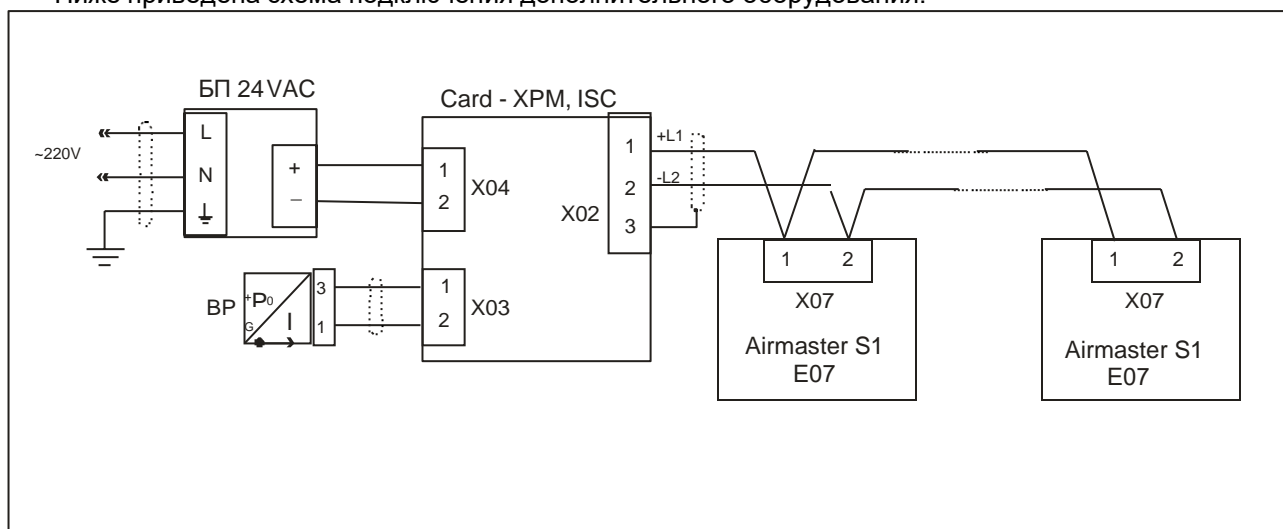 Ниже приведена схема подключения дополнительного оборудования.
БП 24VAC
Card - XPM, ISC
~220V
L
N
+
–
1
2
X04
1
2
3
X02
+L1
-L2
BP
+P0
G
I
3
1
1
2
X03
1 2
X07
Airmaster S1
E07
1 2
X07
Airmaster S1
E07